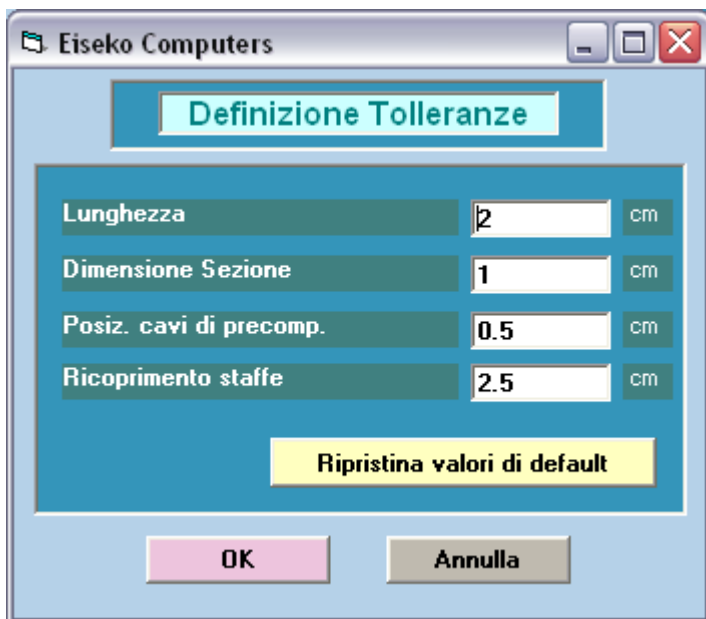 Eiseko Computers
Definizione Tolleranze
Lunghezza 2 cm
Dimensione Sezione 1 cm
Posiz. cavi di precomp. 0.5 cm
Ricoprimento staffe 2.5 cm
Ripristina valori di default
OK Annulla